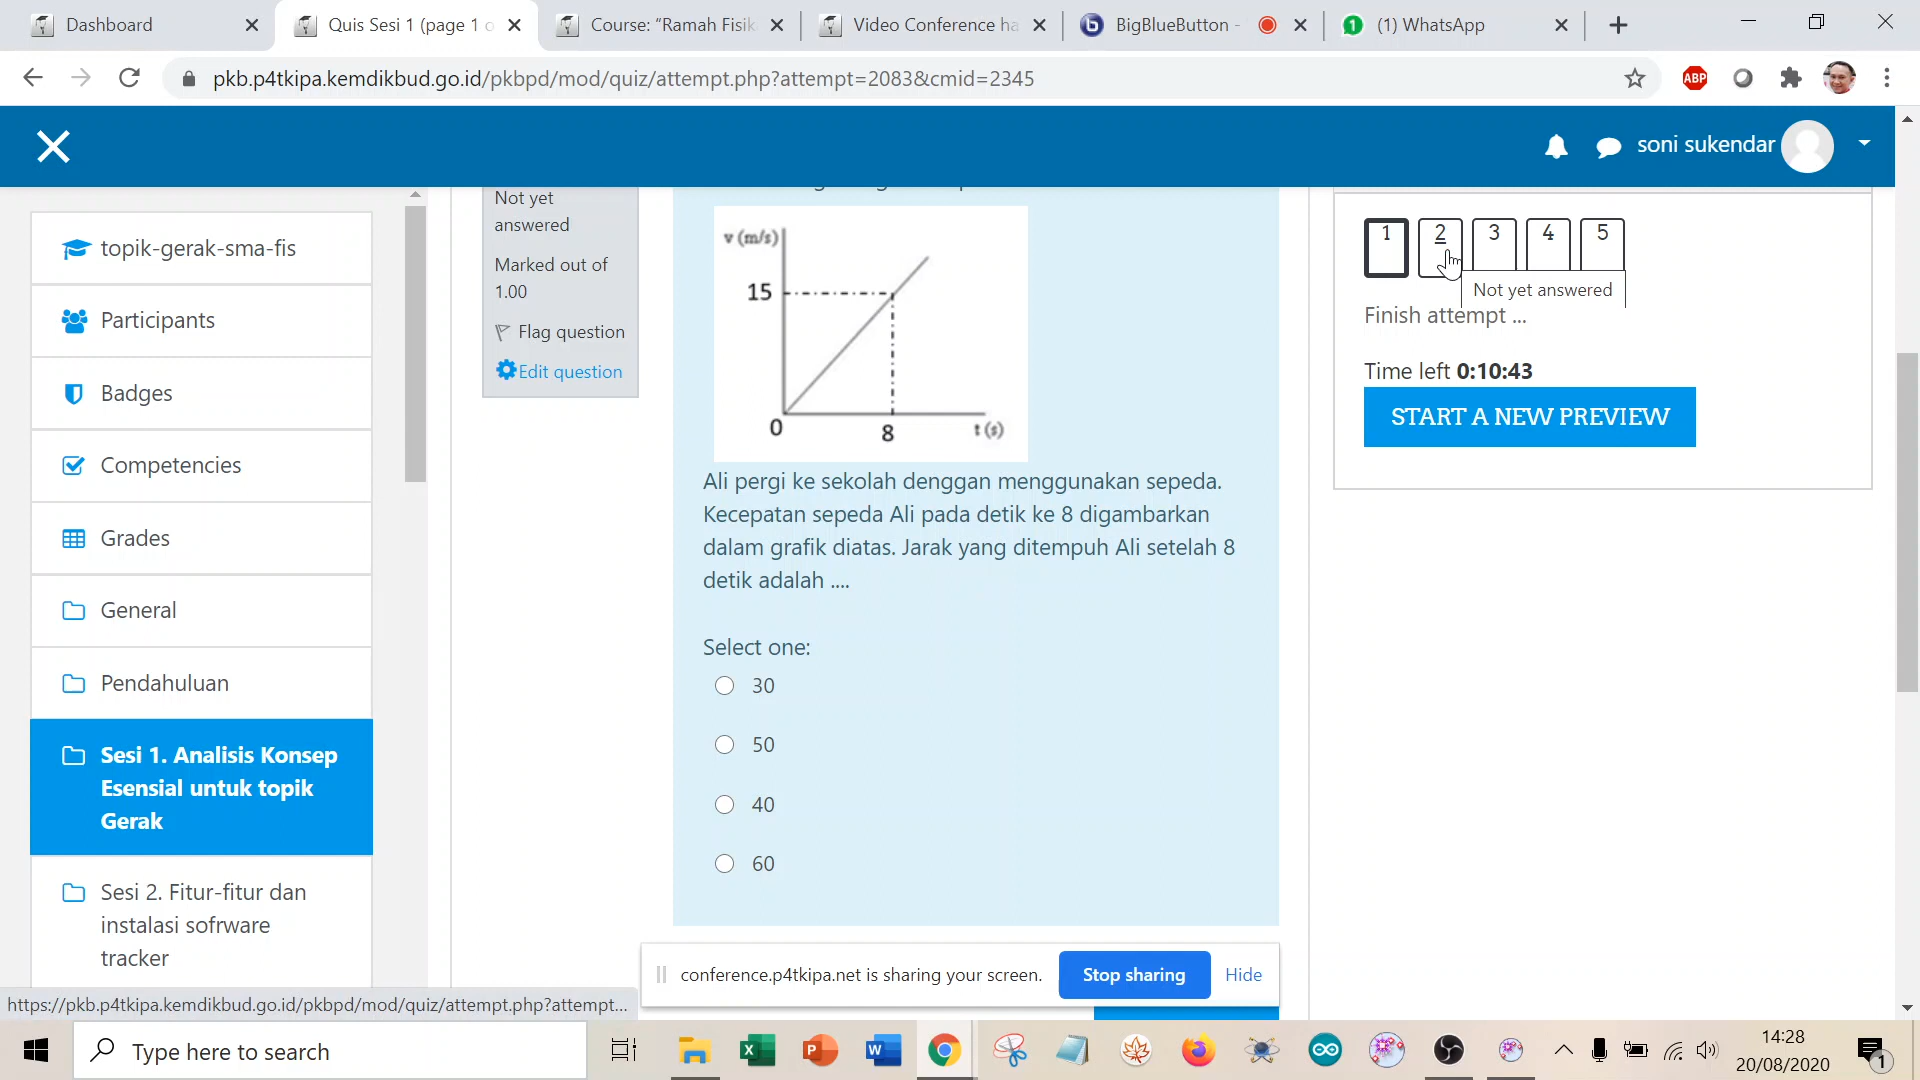 Dashboard
Quis Sesi 1 (page 1 o
Course: "Ramah Fisik
Video Conference ha
BigBlueButton -
(1) WhatsApp
pkb.p4tkipa.kemdikbud.go.id/pkbpd/mod/quiz/attempt.php?attempt=2083&cmid=2345
ABP
soni sukendar
topik-gerak-sma-fis
Participants
Badges
Competencies
Grades
General
Pendahuluan
Sesi 1. Analisis Konsep
Esensial untuk topik
Gerak
Sesi 2. Fitur-fitur dan
instalasi sofrware
tracker
Not yet
answered
Marked out of
1.00
Flag question
Edit question
v (m/s)
15
0
8
t (s)
Ali pergi ke sekolah denggan menggunakan sepeda.
Kecepatan sepeda Ali pada detik ke 8 digambarkan
dalam grafik diatas. Jarak yang ditempuh Ali setelah 8
detik adalah ....
Select one:
30
50
40
60
1 2 3 4 5
Not yet answered
Finish attempt ...
Time left 0:10:43
START A NEW PREVIEW
conference.p4tkipa.net is sharing your screen.
Stop sharing
Hide
https://pkb.p4tkipa.kemdikbud.go.id/pkbpd/mod/quiz/attempt.php?attempt...
Type here to search
14:28
20/08/2020
1